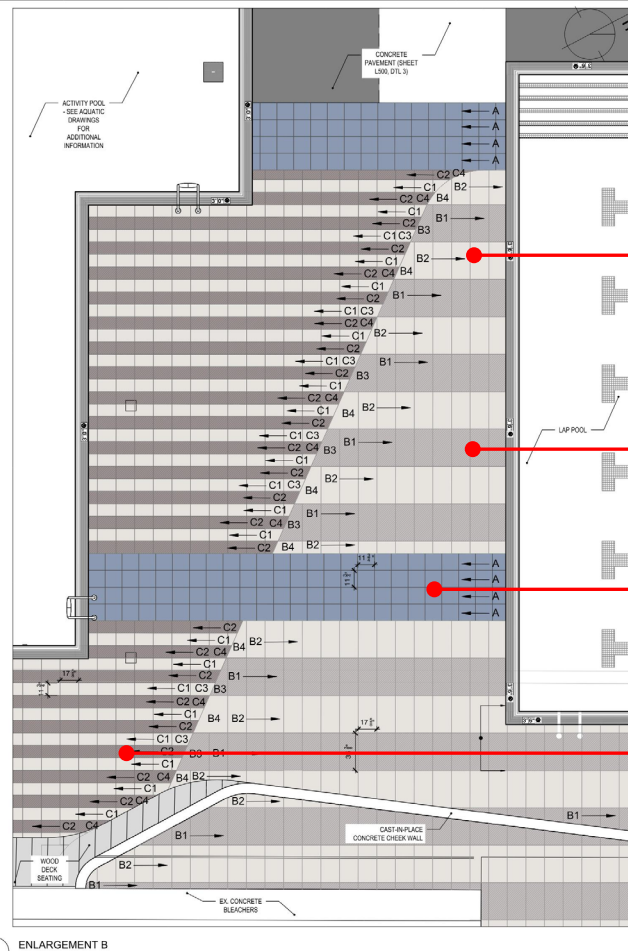 CONCRETE
PAVEMENT (SHEET
L500, DTL 3)
ACTIVITY POOL
- SEE AQUATIC
DRAWINGS
FOR
ADDITIONAL
INFORMATION
A
A
A
A
C2 C4
C1 B2
C2 C4 B4
C1
C2 B1
C1 C3 B3
C2
C1 B2
C2 C4 B4
C1
C2 B1
C1 C3
C2 C4
C1 B2
C2
C1 C3 B1
C2 B3
C1
C2 C4
C1 B4 B2
C2
C1 C3 B1
C2 C4 B3
C1
C2 B2
C1 C3 B4
C2
C1 B1
C2 C4 B3
C1
C2 B4 B2
LAP POOL
A
A
A
A
C2
C1 B4 B2
C2 C4
C1
C2 B1
C1 C3 B3
C2 C4
C1 B4 B2
C2
C1 C3
C2 B3 B1
C1
C2 C4 B4 B2
C1
C2 C4 B2
C1 B1
C2 C4 B1
CAST-IN-PLACE
CONCRETE CHEEK WALL
WOOD
DECK
SEATING
B2
B1
EX. CONCRETE
BLEACHERS
ENLARGEMENT B